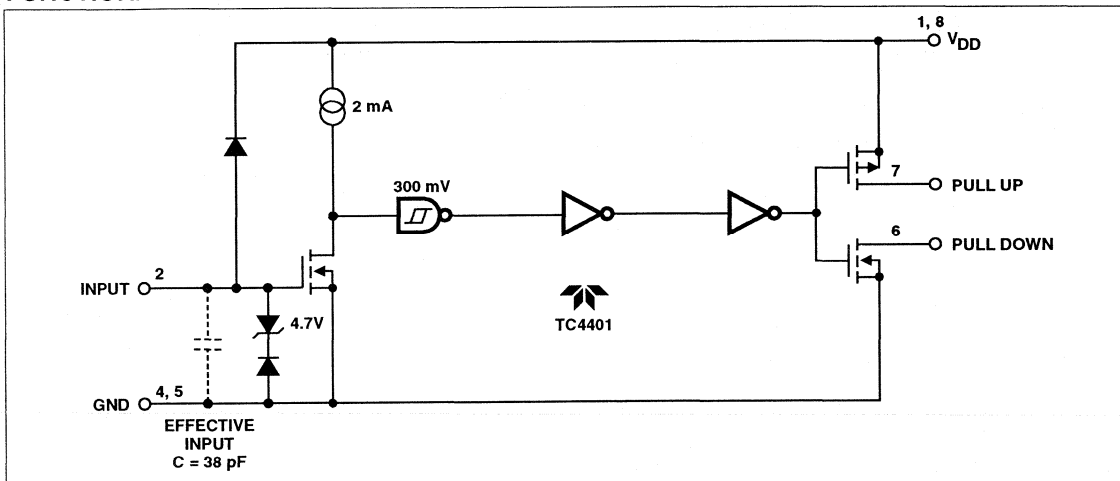 1, 8
VDD
2 mA
300 mV
7
PULL UP
6
PULL DOWN
2
INPUT
4.7V
TC4401
4, 5
GND
EFFECTIVE
INPUT
C = 38 pF